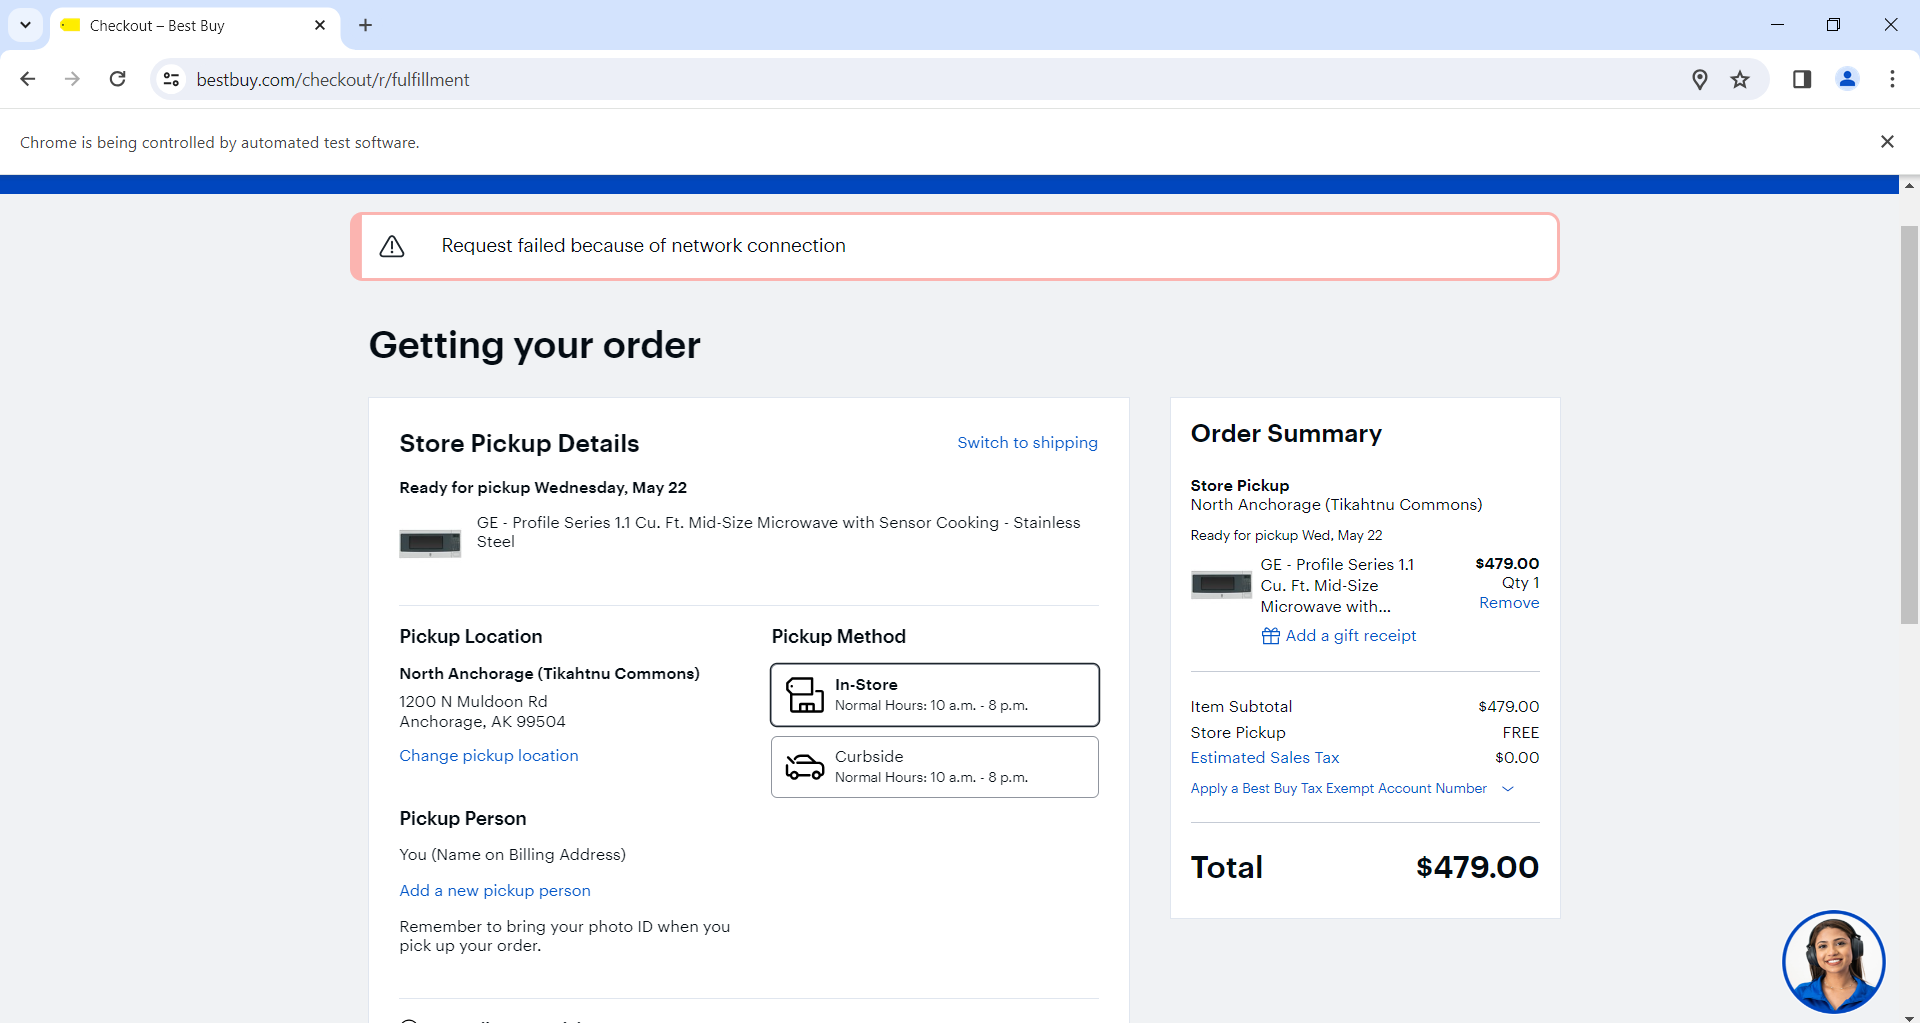 Checkout – Best Buy
bestbuy.com/checkout/r/fulfillment
Chrome is being controlled by automated test software.
Request failed because of network connection
Getting your order
Store Pickup Details
Switch to shipping
Ready for pickup Wednesday, May 22
GE - Profile Series 1.1 Cu. Ft. Mid-Size Microwave with Sensor Cooking - Stainless
Steel
Pickup Location
North Anchorage (Tikahtnu Commons)
1200 N Muldoon Rd
Anchorage, AK 99504
Change pickup location
Pickup Method
In-Store
Normal Hours: 10 a.m. - 8 p.m.
Curbside
Normal Hours: 10 a.m. - 8 p.m.
Pickup Person
You (Name on Billing Address)
Add a new pickup person
Remember to bring your photo ID when you
pick up your order.
Order Summary
Store Pickup
North Anchorage (Tikahtnu Commons)
Ready for pickup Wed, May 22
GE - Profile Series 1.1
Cu. Ft. Mid-Size
Microwave with...
$479.00
Qty 1
Remove
Add a gift receipt
Item Subtotal $479.00
Store Pickup FREE
Estimated Sales Tax $0.00
Apply a Best Buy Tax Exempt Account Number
Total $479.00